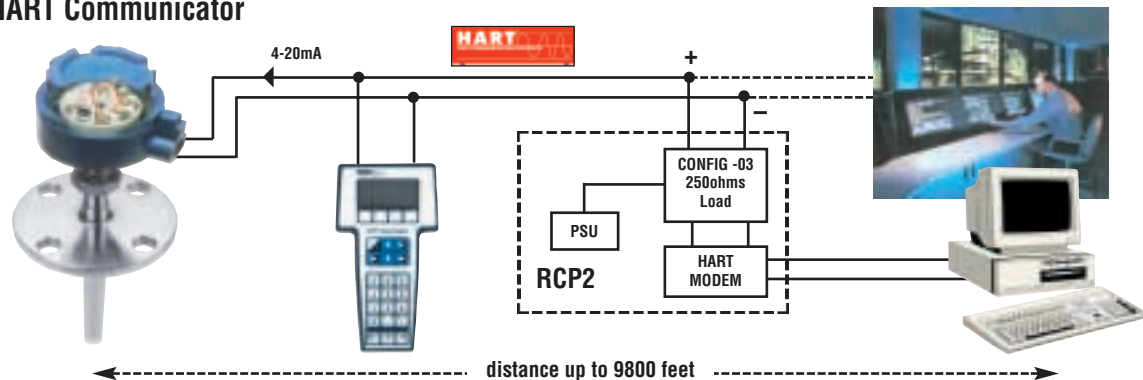 HART Communicator
4-20mA
HART
+
–
CONFIG -03
250ohms
Load
PSU
HART
MODEM
RCP2
distance up to 9800 feet